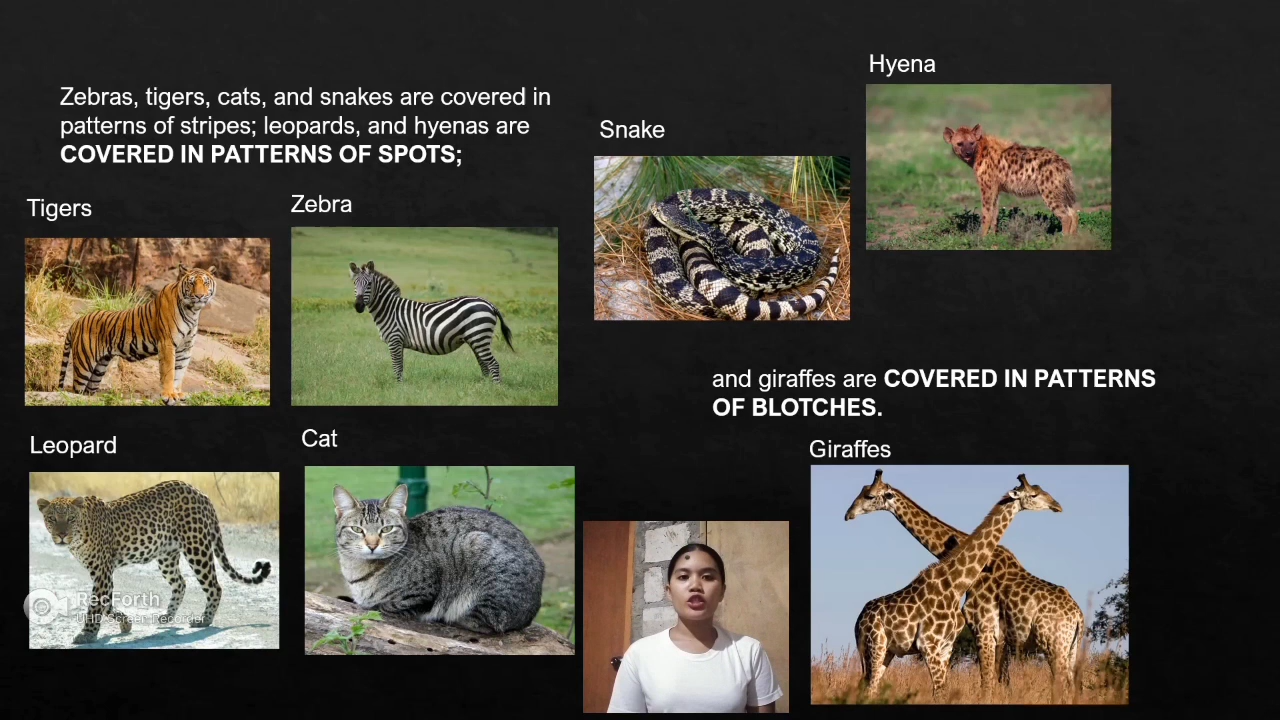 Zebras, tigers, cats, and snakes are covered in
patterns of stripes; leopards, and hyenas are
COVERED IN PATTERNS OF SPOTS;
Tigers
Zebra
Snake
Hyena
Leopard
Cat
and giraffes are COVERED IN PATTERNS
OF BLOTCHES.
Giraffes
RecForth
UHD Screen Recorder